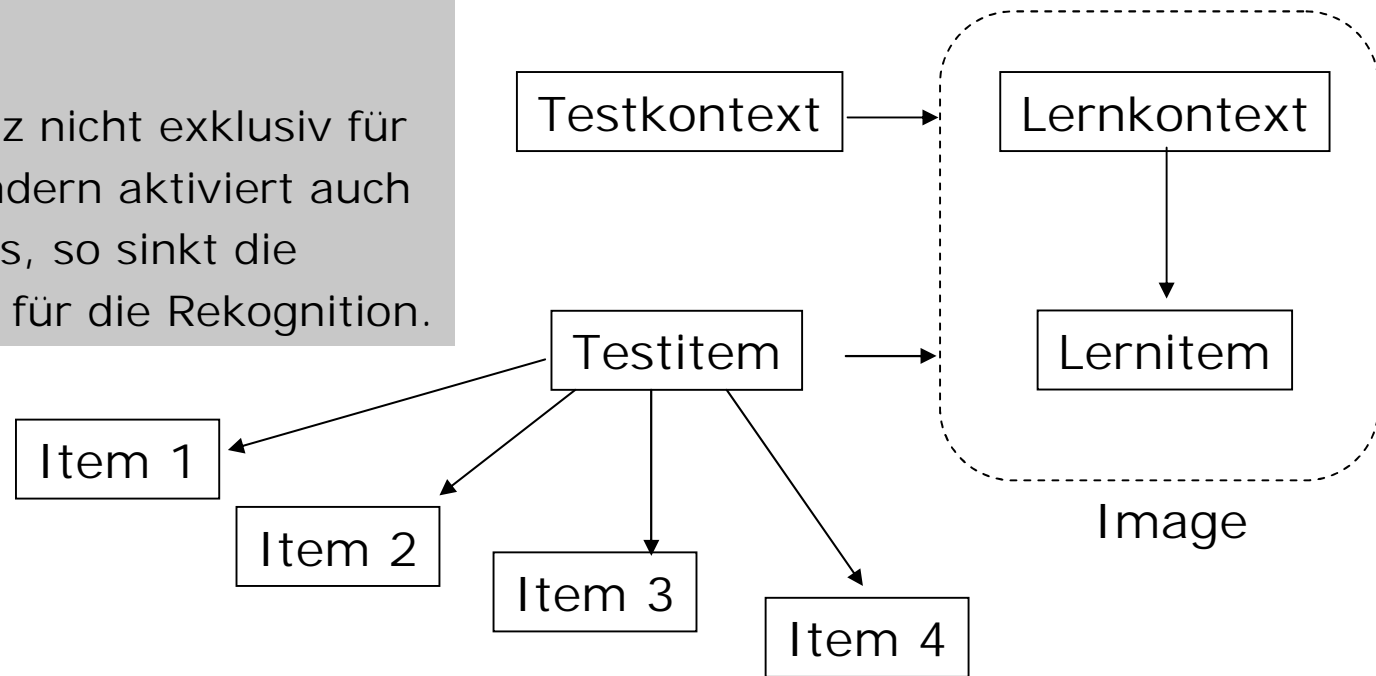 z nicht exklusiv für
ndern aktiviert auch
s, so sinkt die
für die Rekognition.
Testkontext
Lernkontext
Testitem
Lernitem
Item 1
Item 2
Item 3
Item 4
Image